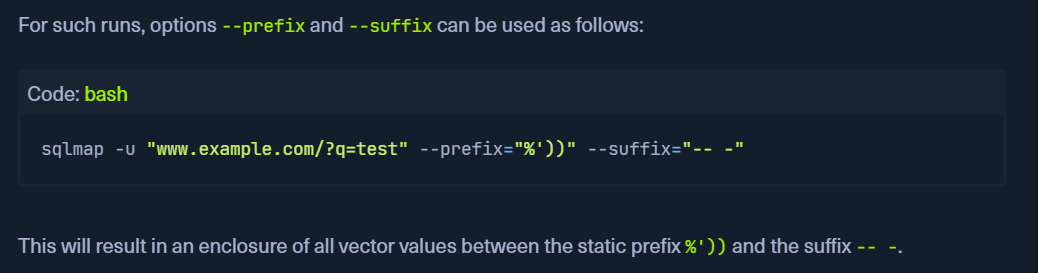 For such runs, options --prefix and --suffix can be used as follows:
Code: bash
sqlmap -u "www.example.com/?q=test" --prefix="%'))" --suffix="-- -"
This will result in an enclosure of all vector values between the static prefix %')) and the suffix -- -.